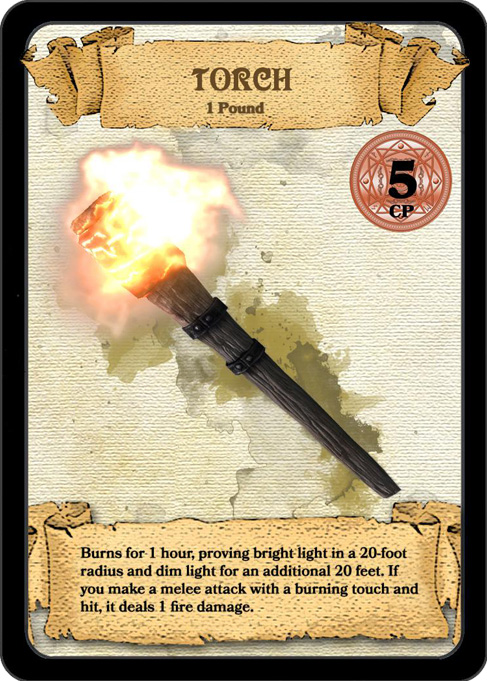 TORCH
1 Pound
5
CP
Burns for 1 hour, proving bright light in a 20-foot
radius and dim light for an additional 20 feet. If
you make a melee attack with a burning touch and
hit, it deals 1 fire damage.